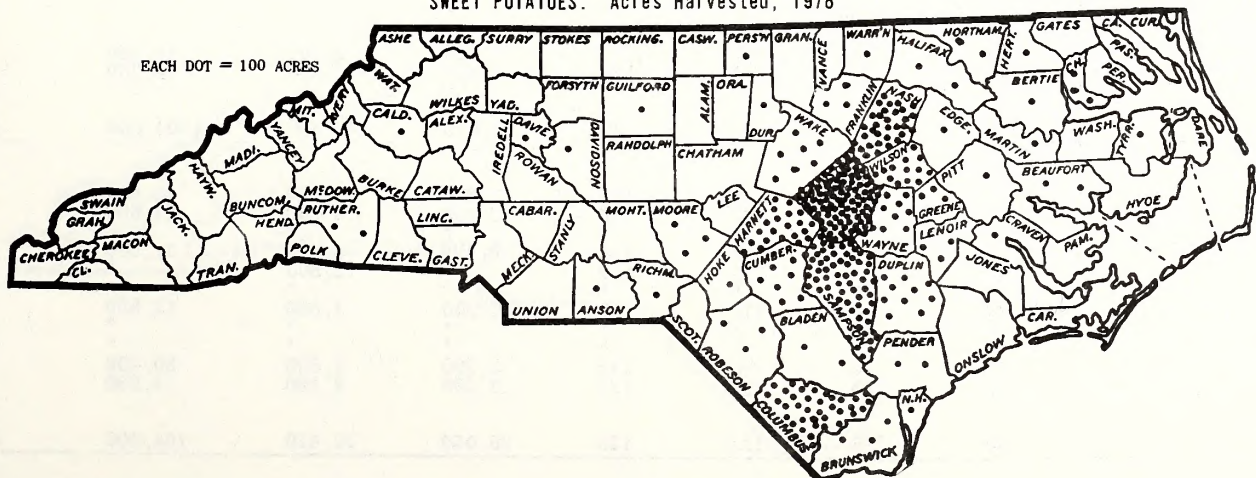 SWEET POTATOES: Acres Harvested, 1978
EACH DOT = 100 ACRES
ASHE ALLEG. SURRY STOKES ROCKING. CASW. PERS'N GRAN. VANCE WARR'N HALIFAX NORTHAM. HERT. GATES CA. CUR.
PAS.
PER.
CH.
WAT. WILKES YAD. FORSYTH GUILFORD ALAM. ORA. DUR. FRANKLIN NASH BERTIE
MIT. AVERY CALD. ALEX. IREDELL DAVIE DAVIDSON RANDOLPH CHATHAM WAKE WILSON EDGE. MARTIN WASH. TYRR. DARE
MADI. YANCEY McDOW. BURKE CATAW. ROWAN PITT BEAUFORT HYDE
SWAIN HAYW. BUNCOM. RUTHER. LINC. CABAR. STANLY MONT. MOORE LEE HARNETT WAYNE GREENE LENOIR CRAVEN PAM.
GRAH. JACK. HEND.
CHEROKEE MACON TRAN. POLK CLEVE. GAST. MECK. RICHM. HOKE CUMBER. SAMPSON DUPLIN JONES
CL.
UNION ANSON SCOT. ROBESON BLADEN PENDER ONSLOW CAR.
COLUMBUS N.H.
BRUNSWICK